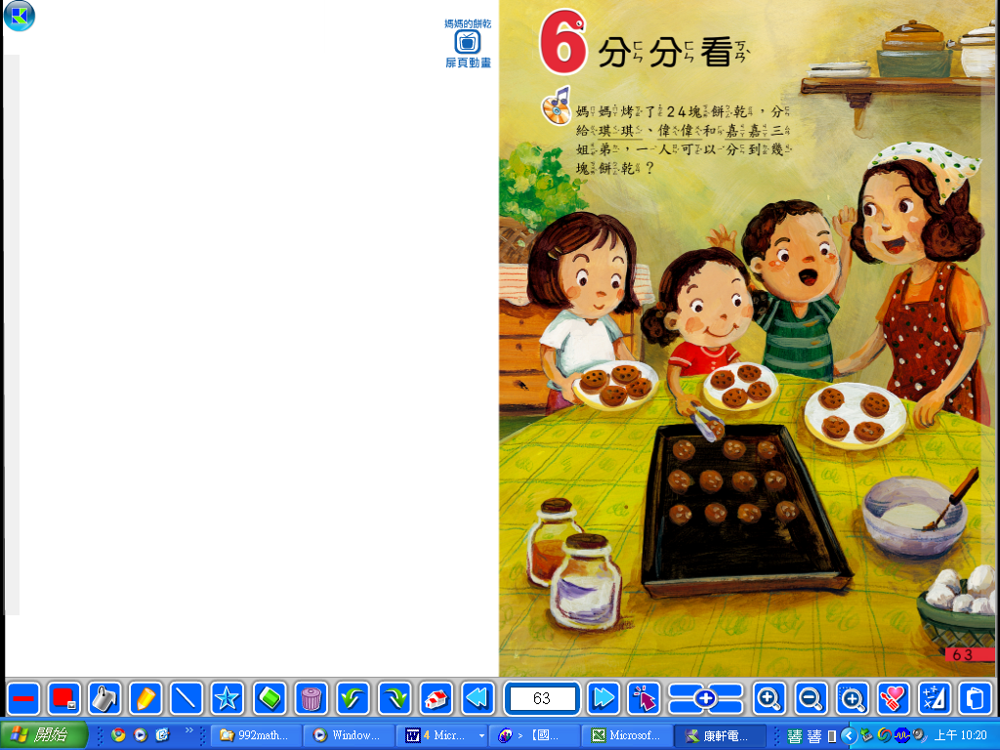 媽媽的餅乾
扉頁動畫
6 分分看
媽媽烤了24塊餅乾，分
給琪琪、偉偉和嘉嘉三
姐弟，一人可以分到幾
塊餅乾？
63
63
開始
992math...
Window...
4 Micr...
> 【國...
Microsof...
康軒電...
上午 10:20